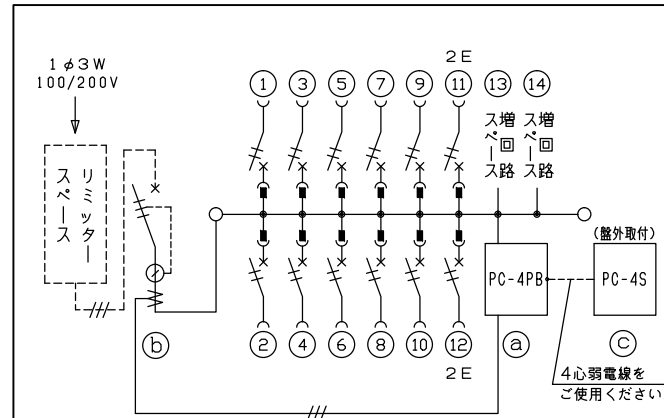 1φ3W
100/200V
リミッター
スペース
2E
① ③ ⑤ ⑦ ⑨ ⑪ ⑬ ⑭
増回路
スペース
増回路
スペース
(盤外取付)
PC-4PB
PC-4S
ⓑ
② ④ ⑥ ⑧ ⑩ ⑫ ⓐ ⓒ
2E
4心弱電線を
ご使用ください